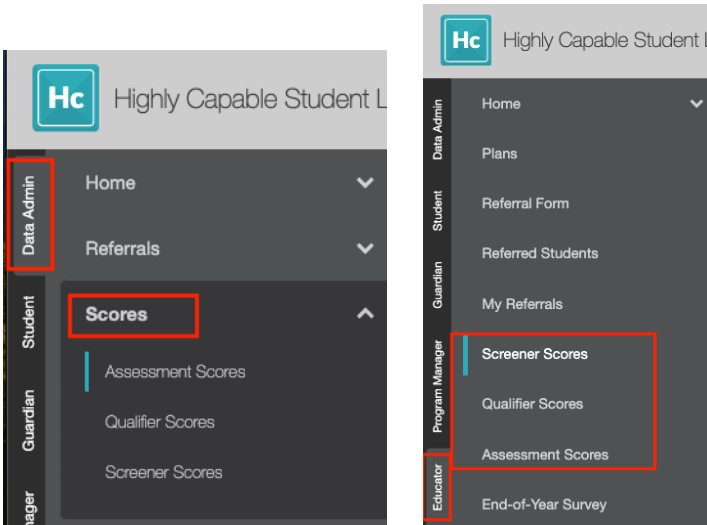 Hc
Highly Capable Student L
Data Admin
Student
Guardian
Home
Referrals
Scores
Assessment Scores
Qualifier Scores
Screener Scores
Hc
Highly Capable Student
Data Admin
Student
Guardian
Program Manager
Educator
Home
Plans
Referral Form
Referred Students
My Referrals
Screener Scores
Qualifier Scores
Assessment Scores
End-of-Year Survey